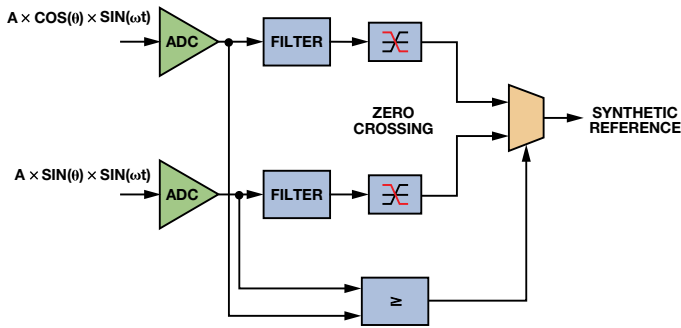 A × COS(θ) × SIN(ωt)
ADC
FILTER
ZERO
CROSSING
SYNTHETIC
REFERENCE
A × SIN(θ) × SIN(ωt)
ADC
FILTER
≥